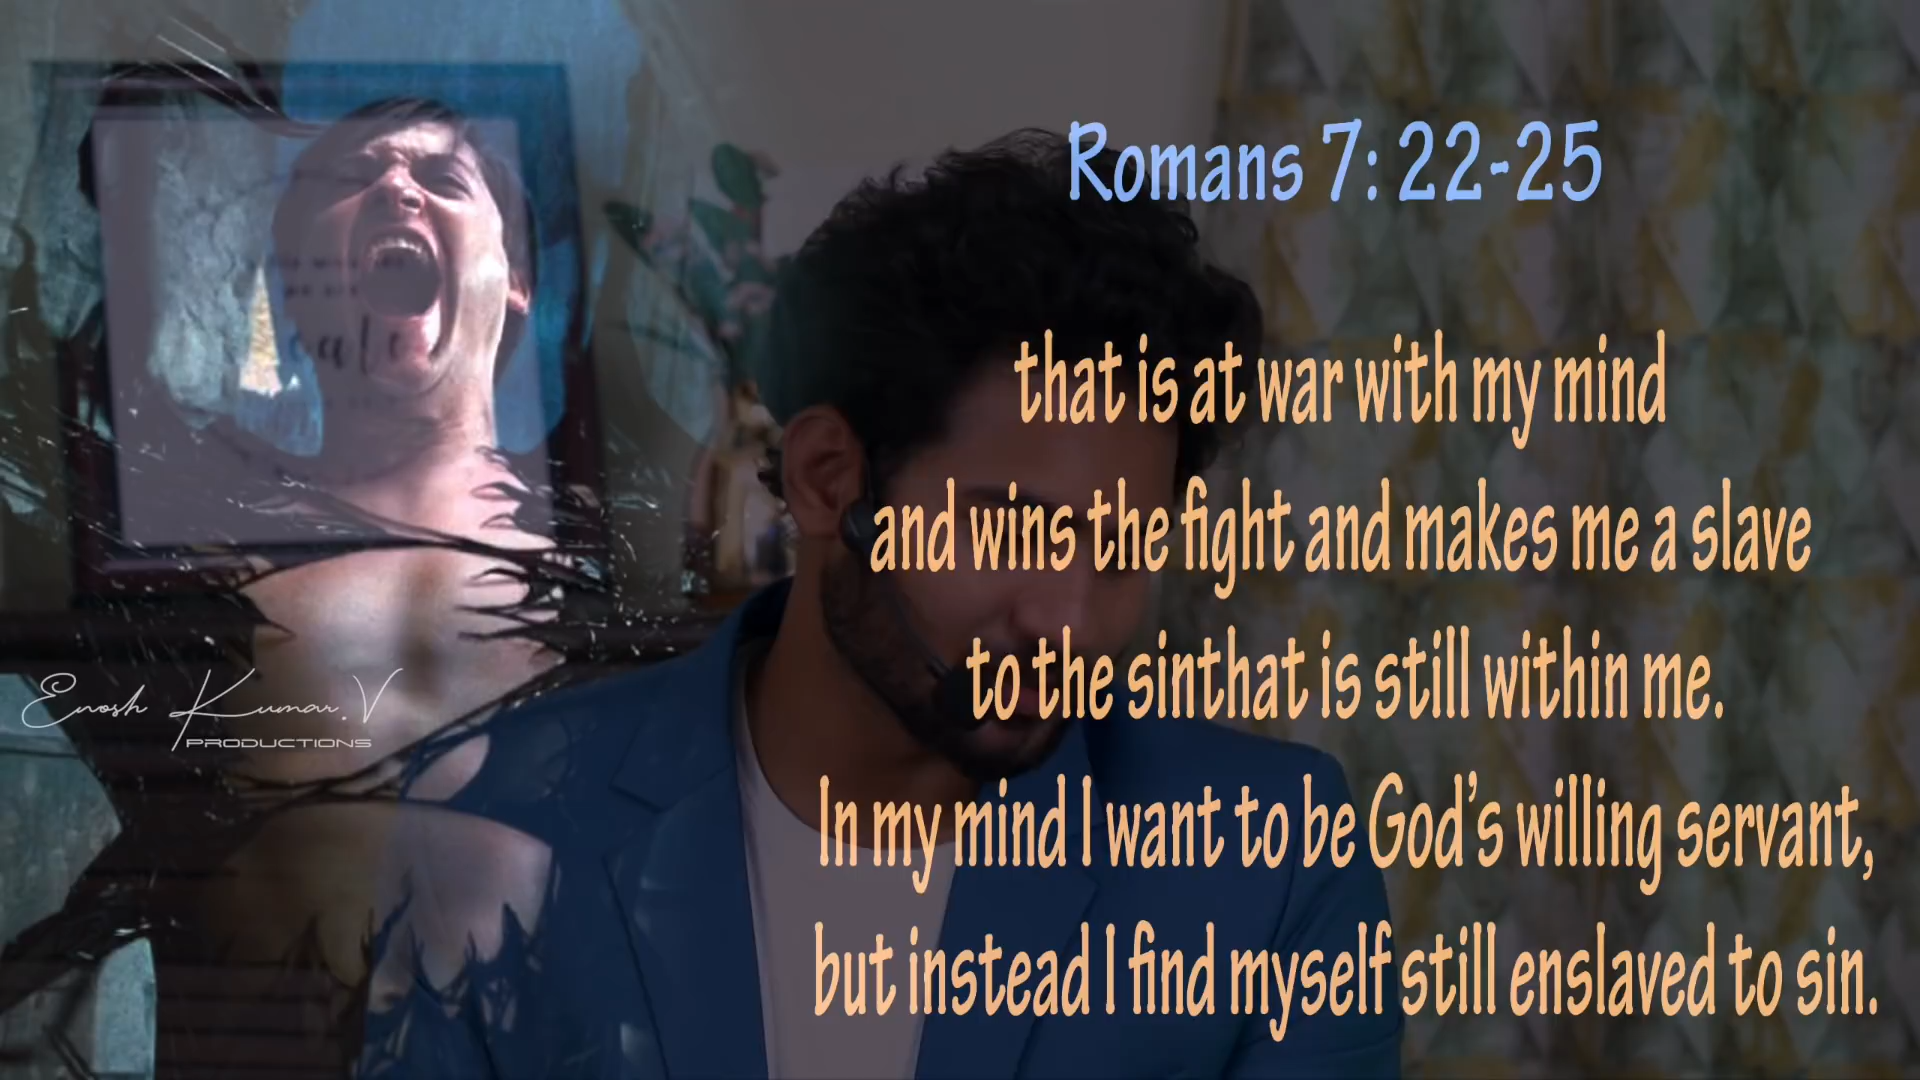 Romans 7: 22-25
that is at war with my mind
and wins the fight and makes me a slave
to the sinthat is still within me.
In my mind I want to be God's willing servant,
but instead I find myself still enslaved to sin.
Enosh Kumar.V
PRODUCTIONS